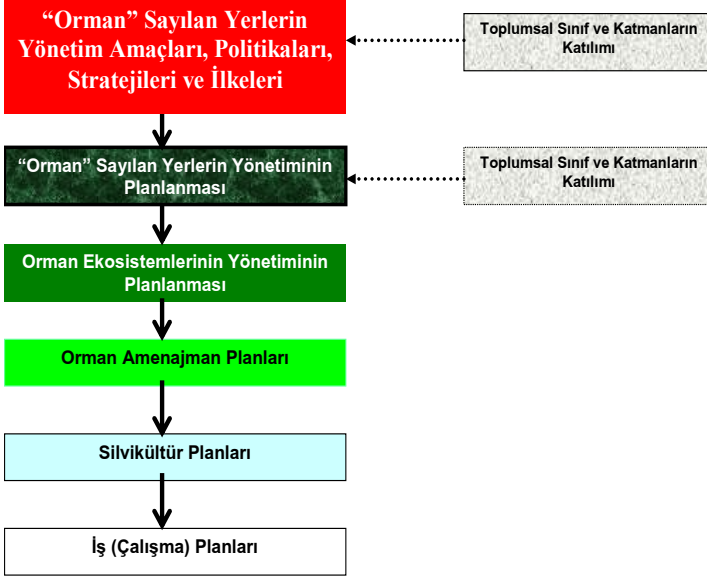 “Orman” Sayılan Yerlerin
Yönetim Amaçları, Politikaları,
Stratejileri ve İlkeleri
Toplumsal Sınıf ve Katmanların
Katılımı
“Orman” Sayılan Yerlerin Yönetiminin
Planlanması
Toplumsal Sınıf ve Katmanların
Katılımı
Orman Ekosistemlerinin Yönetiminin
Planlanması
Orman Amenajman Planları
Silvikültür Planları
İş (Çalışma) Planları